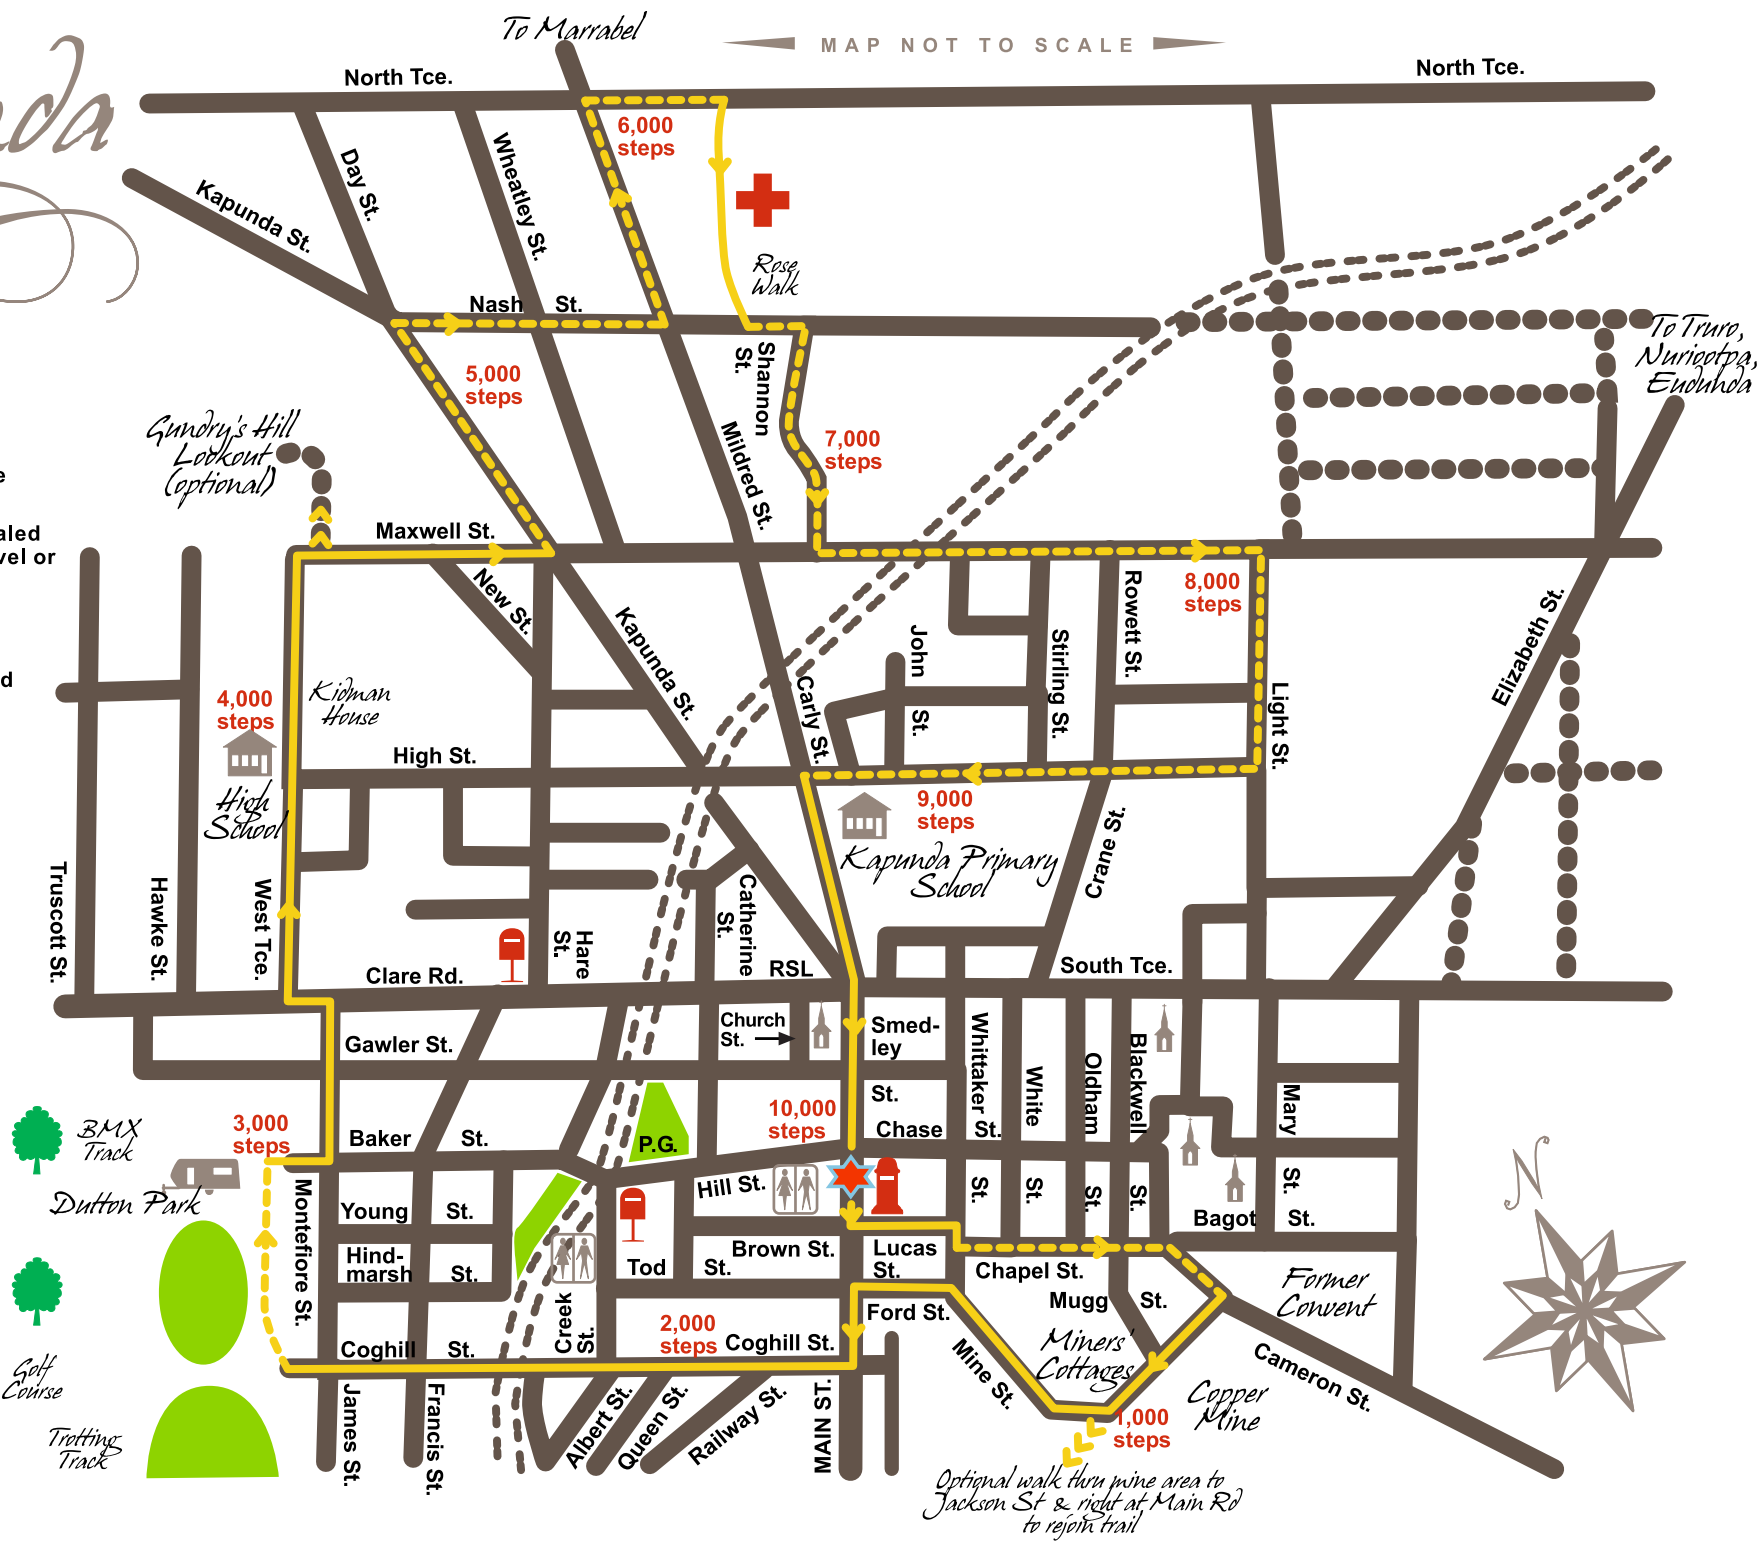 To Marrabel
MAP NOT TO SCALE
North Tce.
North Tce.
nda
6,000
steps
Day St.
Wheatley St.
Kapunda St.
Rose
Walk
Nash St.
Shannon
St.
To Truro,
Nuriootpa,
Eudunda
5,000
steps
Gundry's Hill
Lookout
(optional)
7,000
steps
Mildred St.
e
aled
vel or
d
Maxwell St.
New St.
Kapunda St.
8,000
steps
Rowett St.
John
St.
Stirling St.
Elizabeth St.
Light St.
4,000
steps
Kidman
House
Carly St.
High St.
High
School
9,000
steps
Kapunda Primary
School
Crane St.
Truscott St.
Hawke St.
West Tce.
Hare
St.
Catherine
St.
Clare Rd.
RSL
South Tce.
Church
St.
Smed-
ley
St.
Gawler St.
Whittaker
St.
White
St.
Oldham
St.
Blackwell
St.
Mary
St.
10,000
steps
Chase St.
3,000
steps
BMX
Track
Baker St.
P.G.
Dutton Park
Montefiore St.
Young St.
Hill St.
Bagot St.
N
Hind-
marsh St.
Tod St.
Brown St.
Lucas
St.
Chapel St.
Mugg St.
Former
Convent
Creek
St.
2,000
steps
Ford St.
Coghill St.
Coghill St.
Miners'
Cottages
Mine St.
Cameron St.
Golf
Course
James St.
Francis St.
Albert St.
Queen St.
Railway St.
MAIN ST.
Copper
Mine
1,000
steps
Trotting
Track
Optional walk thru mine area to
Jackson St & right at Main Rd
to rejoin trail